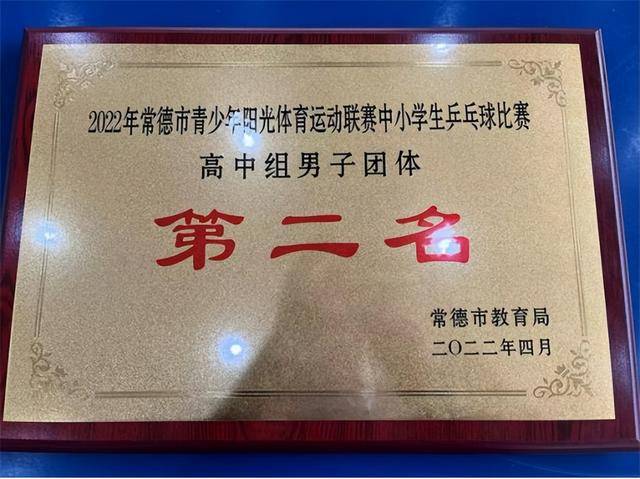 2022年常德市青少年阳光体育运动联赛中小学生乒乓球比赛
高中组男子团体
第二名
常德市教育局
二〇二二年四月